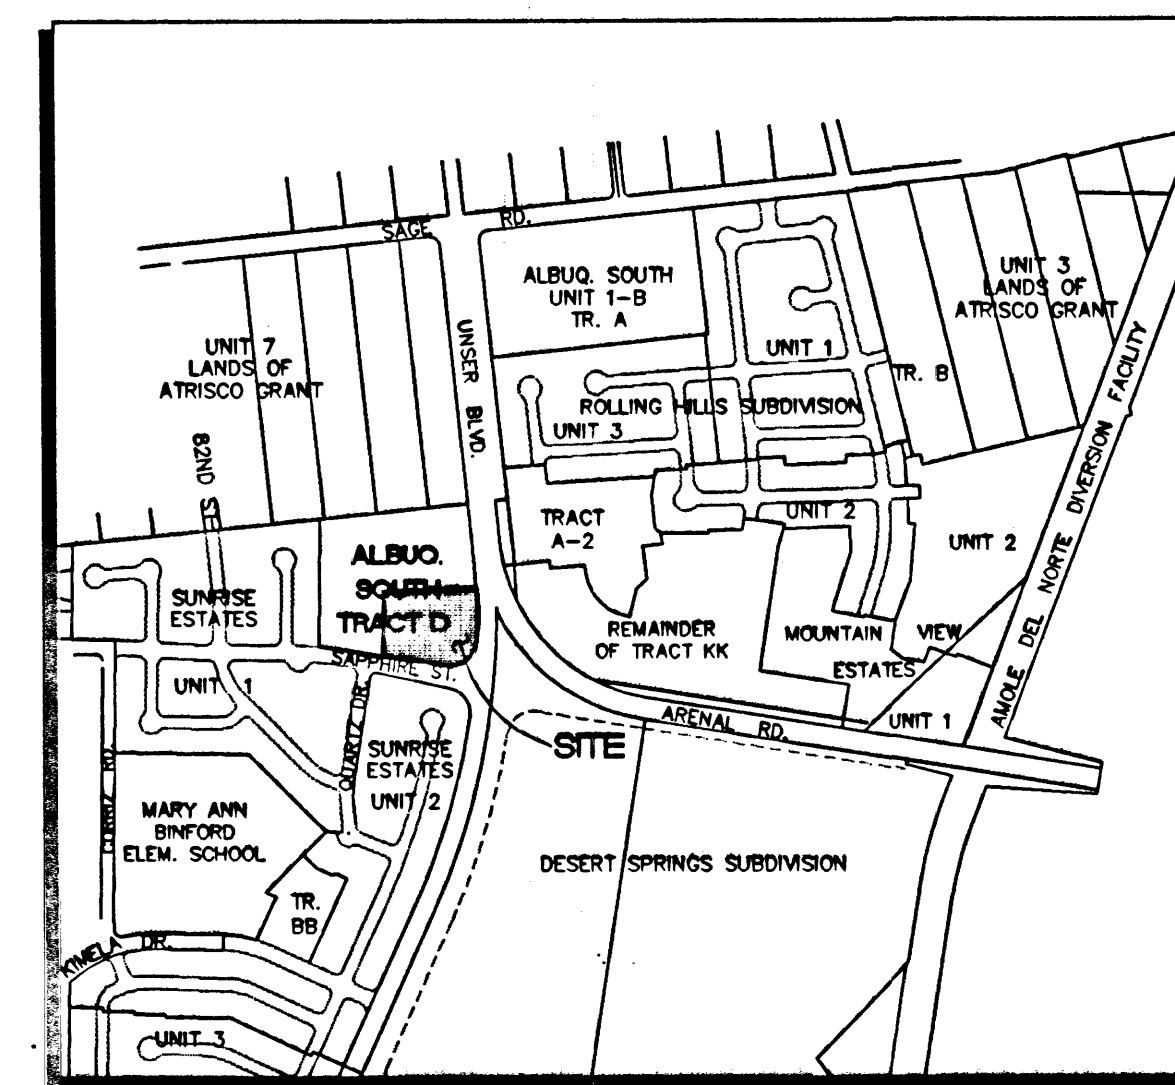 SAGE RD.
ALBUQ. SOUTH
UNIT 1-B
TR. A
UNIT 3
LANDS OF
ATRISCO GRANT
UNIT 7
LANDS OF
ATRISCO GRANT
UNSER BLVD.
UNIT 1
TR. B
ROLLING HILLS SUBDIVISION
UNIT 3
AMOLE DEL NORTE DIVERSION FACILITY
82ND ST
TRACT
A-2
UNIT 2
UNIT 2
ALBUQ.
SOUTH
TRACT D
SUNRISE
ESTATES
UNIT 1
REMAINDER
OF TRACT KK
MOUNTAIN VIEW
ESTATES
UNIT 1
SAPPHIRE ST.
QUARTZ DR.
ARENAL RD.
SITE
SUNRISE
ESTATES
UNIT 2
MARY ANN
BINFORD
ELEM. SCHOOL
DESERT SPRINGS SUBDIVISION
TR.
BB
RD.
KIMELA DR.
UNIT 3